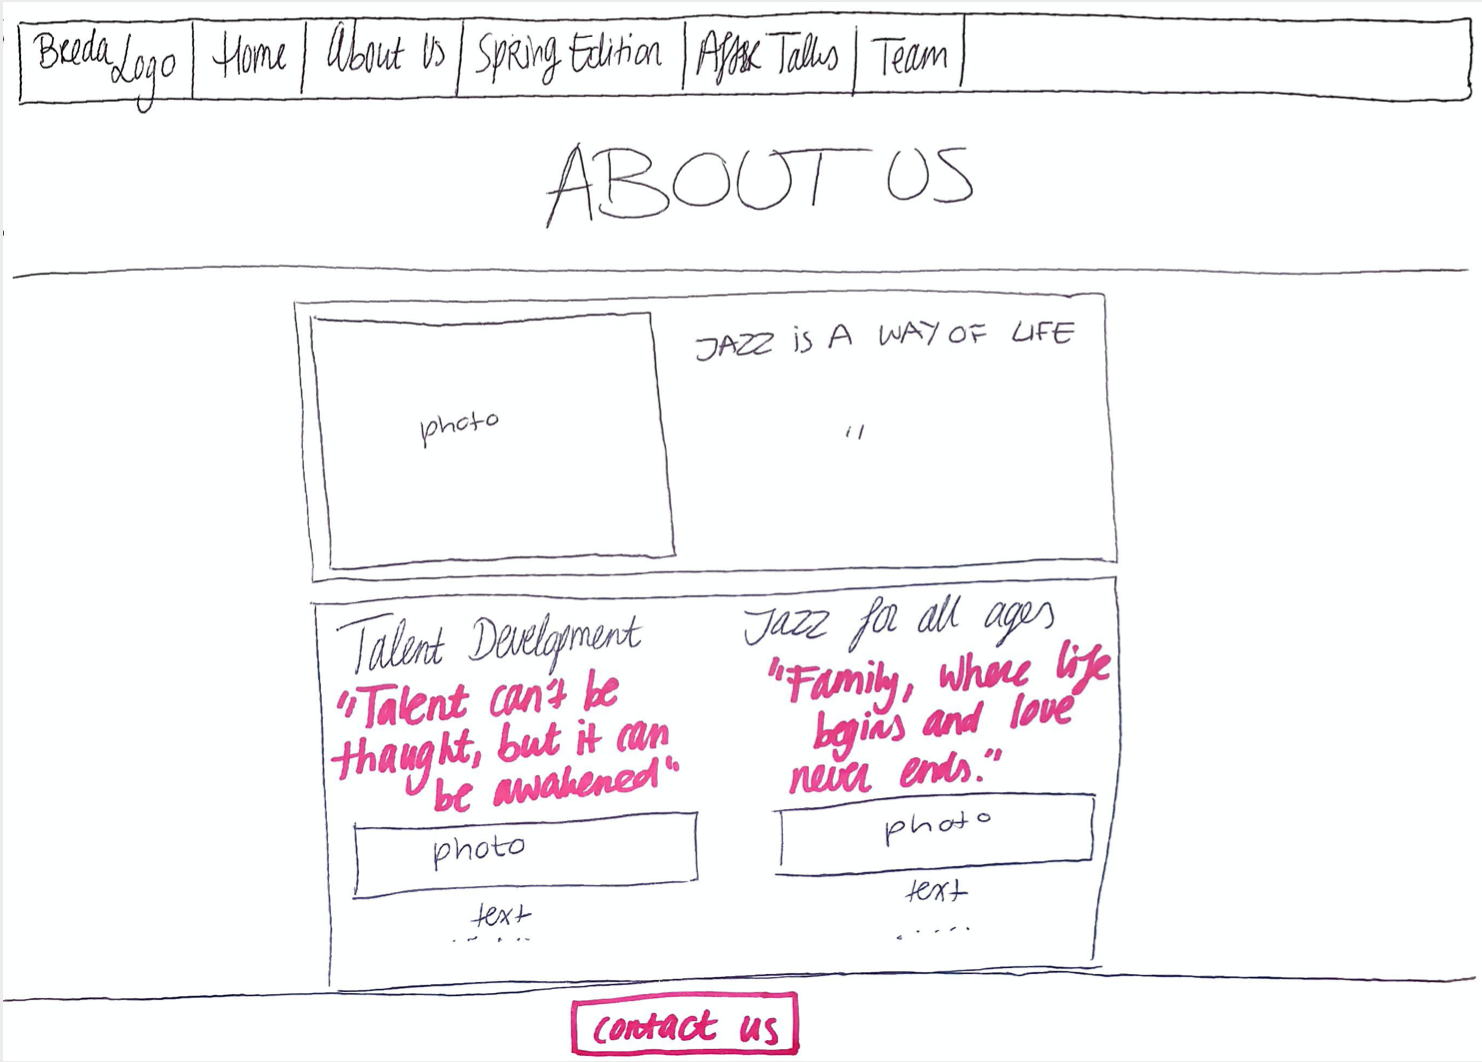 Breda Logo Home About Us Spring Edition After Talks Team
ABOUT US
photo
JAZZ is A WAY OF LIFE
"
Talent Development
"Talent can't be
thaught, but it can
be awakened"
photo
text
.....
Jazz for all ages
"Family, where life
begins and love
never ends."
photo
text
.....
contact us